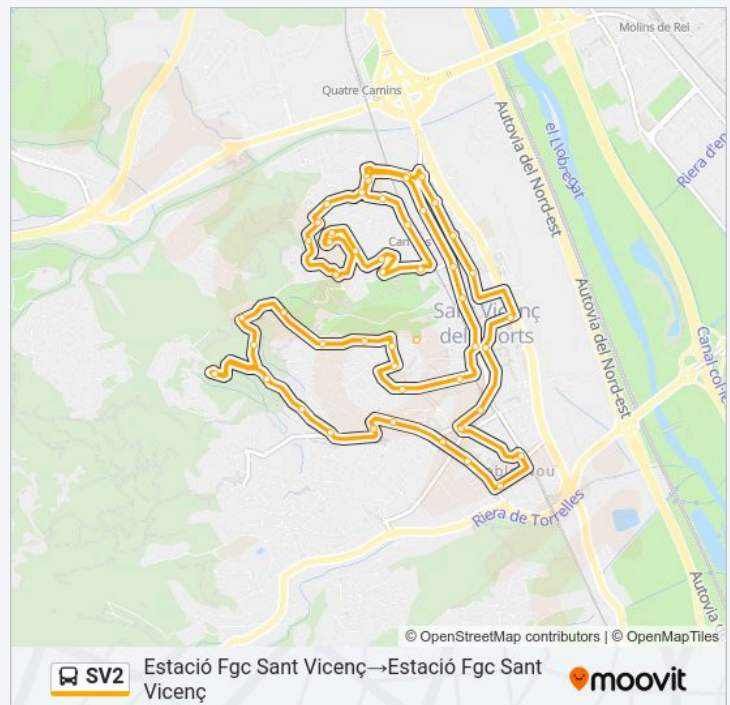 Molins de Rei
Quatre Camins
Autovia del Nord-est
el Llobregat
Riera d'en
Autovia del Nord-est
Sant Vicenç
dels Horts
Canal col·le
Riera de Torrelles
Autovia
© OpenStreetMap contributors | © OpenMapTiles
SV2
Estació Fgc Sant Vicenç→Estació Fgc Sant
Vicenç
moovit